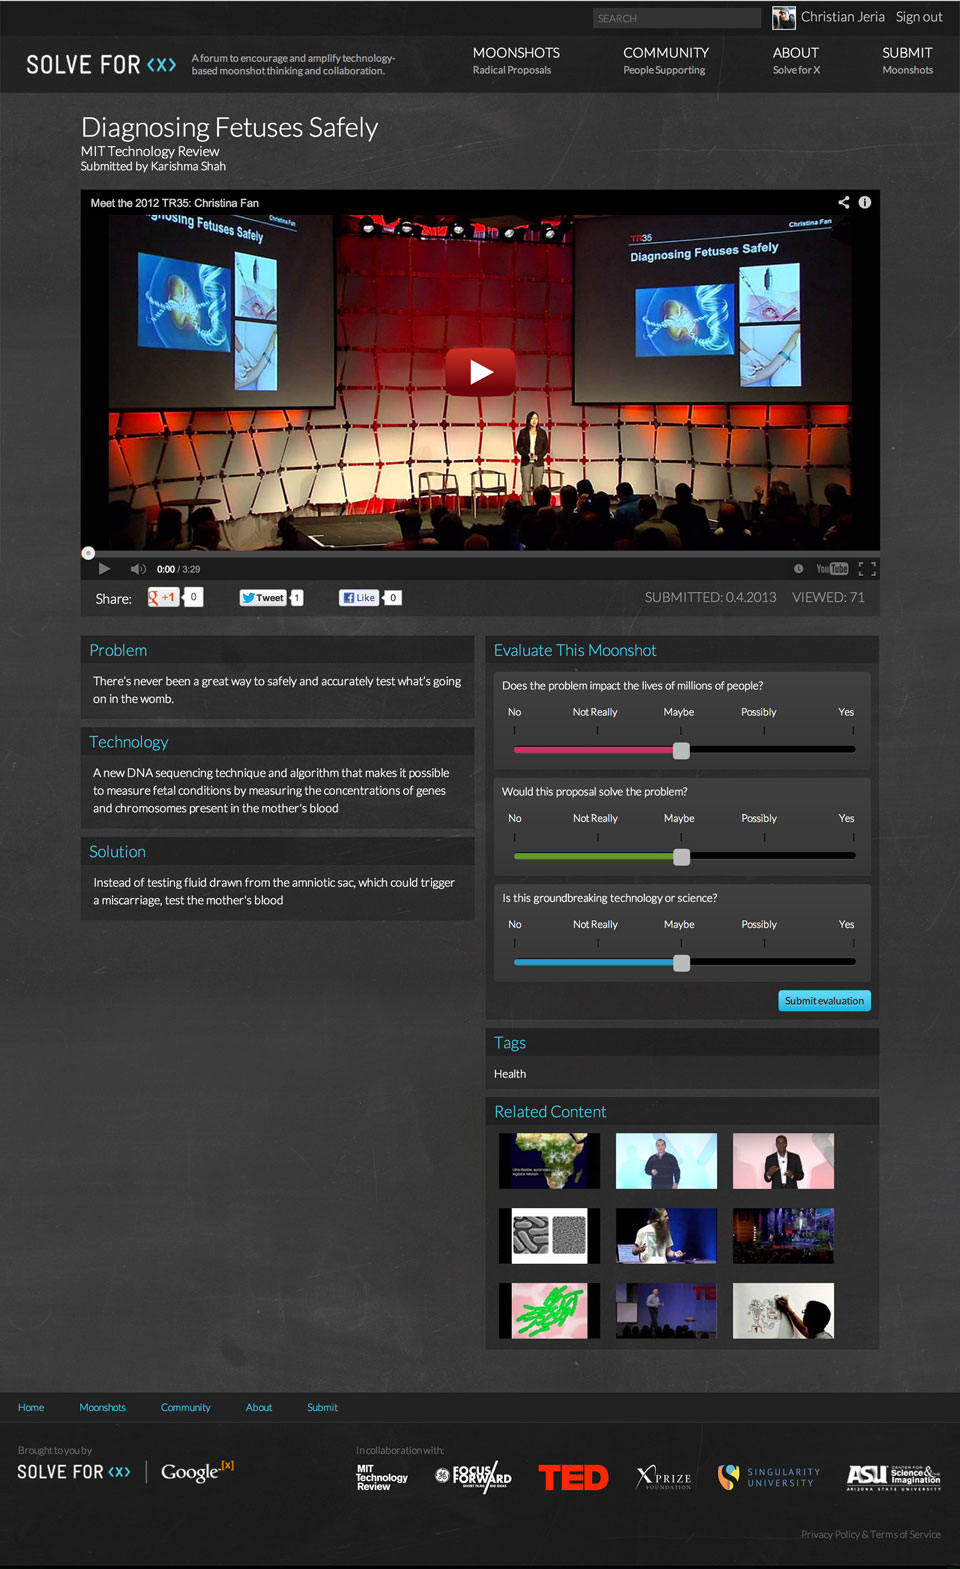 SEARCH
Christian Jeria
Sign out
SOLVE FOR <X>
A forum to encourage and amplify technology-
based moonshot thinking and collaboration.
MOONSHOTS
Radical Proposals
COMMUNITY
People Supporting
ABOUT
Solve for X
SUBMIT
Moonshots
Diagnosing Fetuses Safely
MIT Technology Review
Submitted by Karishma Shah
Meet the 2012 TR35: Christina Fan
Diagnosing Fetuses Safely
Christina Fan
TR35
Christina Fan
Diagnosing Fetuses Safely
0:00 / 3:29
YouTube
Share:
+1
0
Tweet
1
Like
0
SUBMITTED: 0.4.2013
VIEWED: 71
Problem
There's never been a great way to safely and accurately test what's going
on in the womb.
Technology
A new DNA sequencing technique and algorithm that makes it possible
to measure fetal conditions by measuring the concentrations of genes
and chromosomes present in the mother's blood
Solution
Instead of testing fluid drawn from the amniotic sac, which could trigger
a miscarriage, test the mother's blood
Evaluate This Moonshot
Does the problem impact the lives of millions of people?
No Not Really Maybe Possibly Yes
Would this proposal solve the problem?
No Not Really Maybe Possibly Yes
Is this groundbreaking technology or science?
No Not Really Maybe Possibly Yes
Submit evaluation
Tags
Health
Related Content
TED
Home
Moonshots
Community
About
Submit
Brought to you by
SOLVE FOR <X>
Google [x]
In collaboration with:
MIT
Technology
Review
FOCUS
FORWARD
SHORT FILMS BIG IDEAS
TED
XPRIZE
FOUNDATION
SINGULARITY
UNIVERSITY
ASU
CENTER FOR
Science & the
Imagination
ARIZONA STATE UNIVERSITY
Privacy Policy & Terms of Service